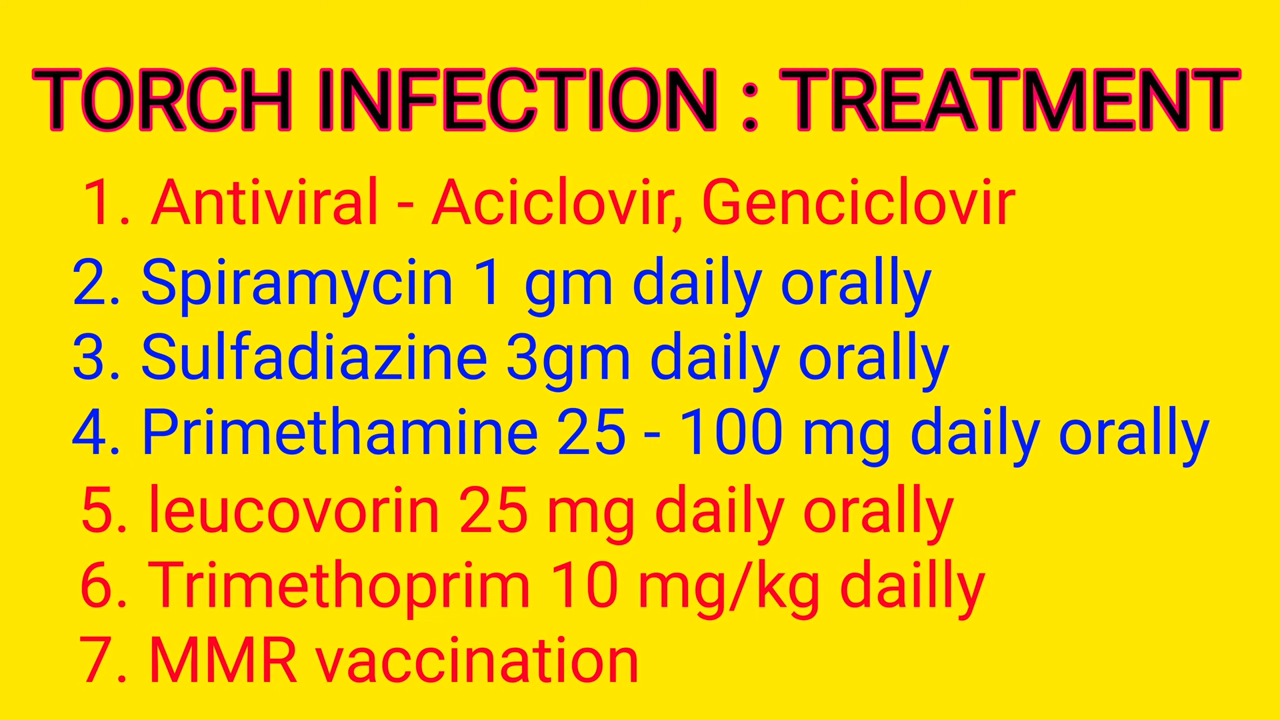 TORCH INFECTION : TREATMENT
1. Antiviral - Aciclovir, Genciclovir
2. Spiramycin 1 gm daily orally
3. Sulfadiazine 3gm daily orally
4. Primethamine 25 - 100 mg daily orally
5. leucovorin 25 mg daily orally
6. Trimethoprim 10 mg/kg dailly
7. MMR vaccination